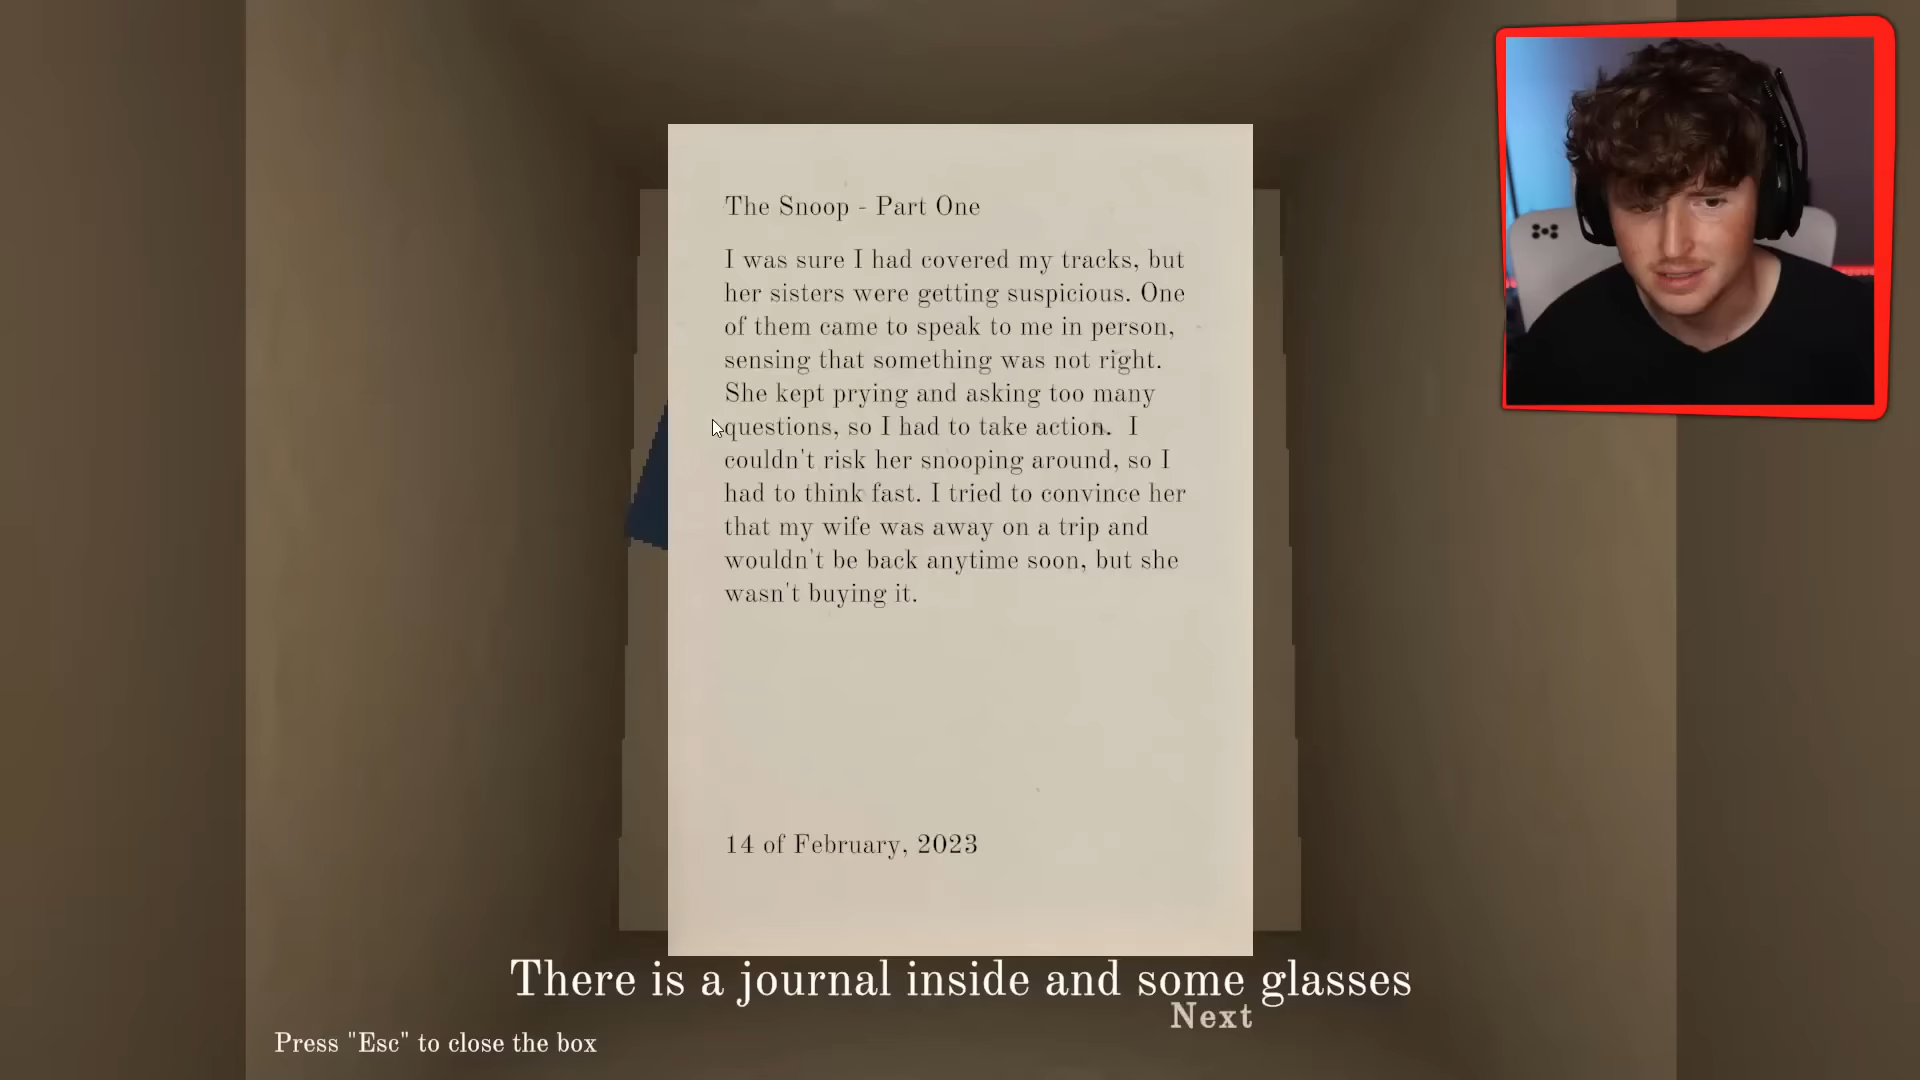 The Snoop - Part One
I was sure I had covered my tracks, but
her sisters were getting suspicious. One
of them came to speak to me in person,
sensing that something was not right.
She kept prying and asking too many
questions, so I had to take action. I
couldn't risk her snooping around, so I
had to think fast. I tried to convince her
that my wife was away on a trip and
wouldn't be back anytime soon, but she
wasn't buying it.
14 of February, 2023
There is a journal inside and some glasses
Next
Press "Esc" to close the box